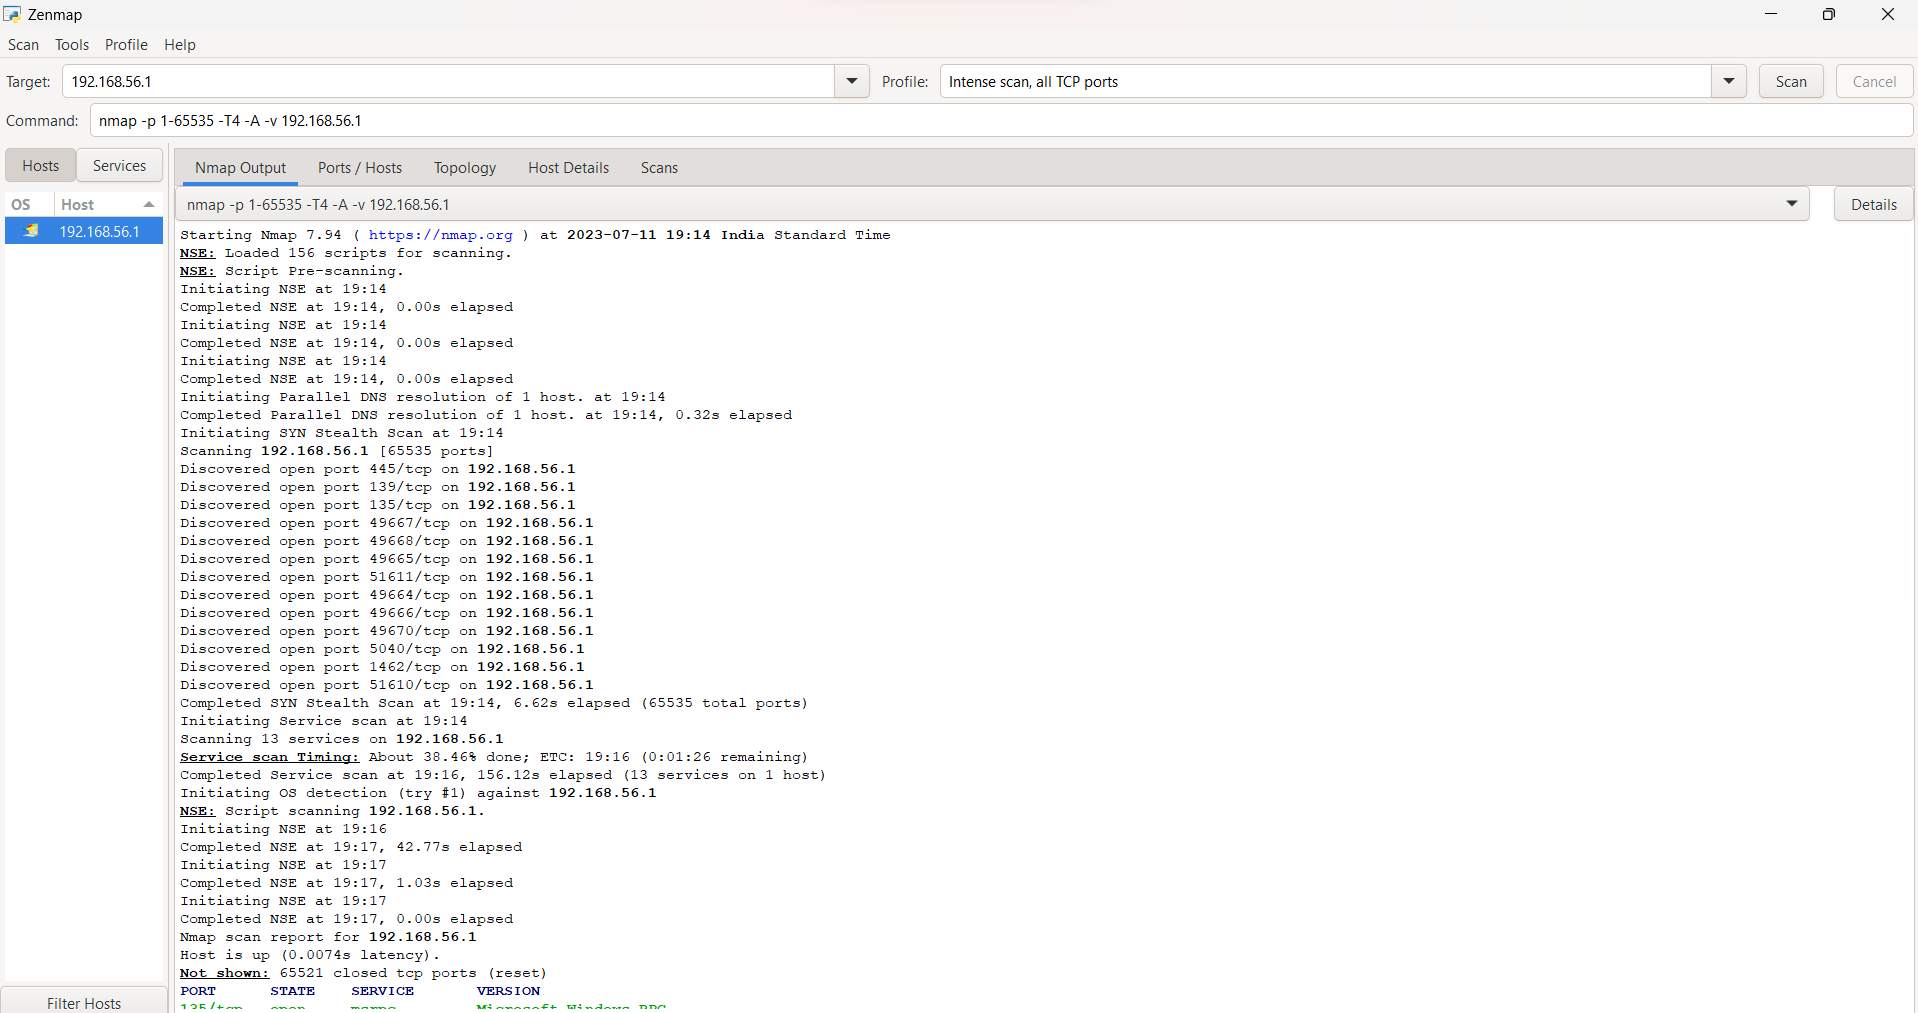 Zenmap
Scan Tools Profile Help
Target: 192.168.56.1 Profile: Intense scan, all TCP ports Scan Cancel
Command: nmap -p 1-65535 -T4 -A -v 192.168.56.1
Hosts Services Nmap Output Ports / Hosts Topology Host Details Scans
OS Host nmap -p 1-65535 -T4 -A -v 192.168.56.1 Details
192.168.56.1
Starting Nmap 7.94 ( https://nmap.org ) at 2023-07-11 19:14 India Standard Time
NSE: Loaded 156 scripts for scanning.
NSE: Script Pre-scanning.
Initiating NSE at 19:14
Completed NSE at 19:14, 0.00s elapsed
Initiating NSE at 19:14
Completed NSE at 19:14, 0.00s elapsed
Initiating NSE at 19:14
Completed NSE at 19:14, 0.00s elapsed
Initiating Parallel DNS resolution of 1 host. at 19:14
Completed Parallel DNS resolution of 1 host. at 19:14, 0.32s elapsed
Initiating SYN Stealth Scan at 19:14
Scanning 192.168.56.1 [65535 ports]
Discovered open port 445/tcp on 192.168.56.1
Discovered open port 139/tcp on 192.168.56.1
Discovered open port 135/tcp on 192.168.56.1
Discovered open port 49667/tcp on 192.168.56.1
Discovered open port 49668/tcp on 192.168.56.1
Discovered open port 49665/tcp on 192.168.56.1
Discovered open port 51611/tcp on 192.168.56.1
Discovered open port 49664/tcp on 192.168.56.1
Discovered open port 49666/tcp on 192.168.56.1
Discovered open port 49670/tcp on 192.168.56.1
Discovered open port 5040/tcp on 192.168.56.1
Discovered open port 1462/tcp on 192.168.56.1
Discovered open port 51610/tcp on 192.168.56.1
Completed SYN Stealth Scan at 19:14, 6.62s elapsed (65535 total ports)
Initiating Service scan at 19:14
Scanning 13 services on 192.168.56.1
Service scan Timing: About 38.46% done; ETC: 19:16 (0:01:26 remaining)
Completed Service scan at 19:16, 156.12s elapsed (13 services on 1 host)
Initiating OS detection (try #1) against 192.168.56.1
NSE: Script scanning 192.168.56.1.
Initiating NSE at 19:16
Completed NSE at 19:17, 42.77s elapsed
Initiating NSE at 19:17
Completed NSE at 19:17, 1.03s elapsed
Initiating NSE at 19:17
Completed NSE at 19:17, 0.00s elapsed
Nmap scan report for 192.168.56.1
Host is up (0.0074s latency).
Not shown: 65521 closed tcp ports (reset)
PORT STATE SERVICE VERSION
135/tcp open msrpc Microsoft Windows RPC
Filter Hosts